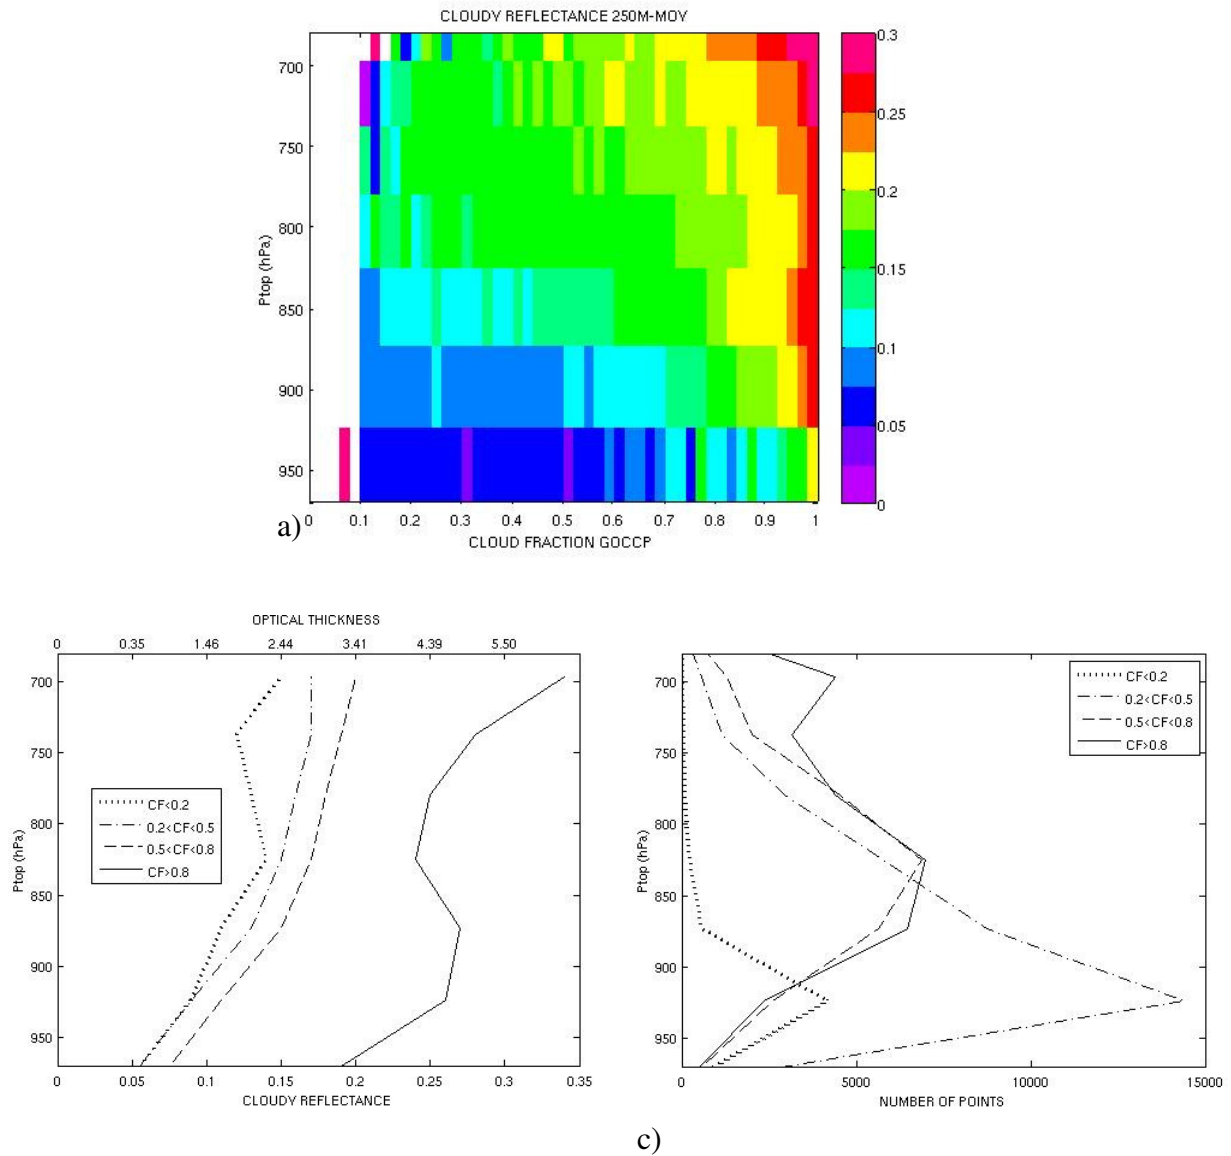 CLOUDY REFLECTANCE 250M-MOY
700
750
800
850
900
950
Ptop (hPa)
0.3
0.25
0.2
0.15
0.1
0.05
0
a)
0 0.1 0.2 0.3 0.4 0.5 0.6 0.7 0.8 0.9 1
CLOUD FRACTION GOCCP
OPTICAL THICKNESS
0 0.35 1.46 2.44 3.41 4.39 5.50
700
750
800
850
900
950
Ptop (hPa)
CF<0.2
0.2<CF<0.5
0.5<CF<0.8
CF>0.8
0 0.05 0.1 0.15 0.2 0.25 0.3 0.35
CLOUDY REFLECTANCE
700
750
800
850
900
950
Ptop (hPa)
CF<0.2
0.2<CF<0.5
0.5<CF<0.8
CF>0.8
0 5000 10000 15000
NUMBER OF POINTS
c)